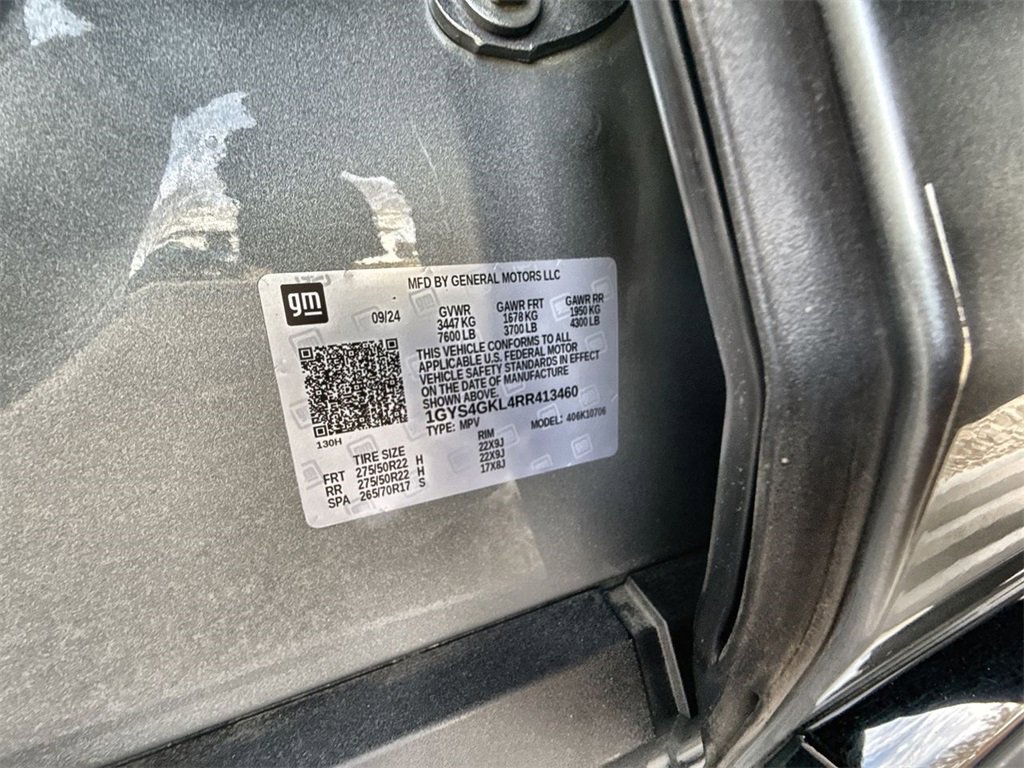 MFD BY GENERAL MOTORS LLC
gm
09/24
GVWR GAWR FRT GAWR RR
3447 KG 1678 KG 1950 KG
7600 LB 3700 LB 4300 LB
THIS VEHICLE CONFORMS TO ALL
APPLICABLE U.S. FEDERAL MOTOR
VEHICLE SAFETY STANDARDS IN EFFECT
ON THE DATE OF MANUFACTURE
SHOWN ABOVE.
1GYS4GKL4RR413460
TYPE: MPV MODEL: 406K10706
130H
TIRE SIZE RIM
FRT 275/50R22 H 22X9J
RR 275/50R22 H 22X9J
SPA 265/70R17 S 17X8J